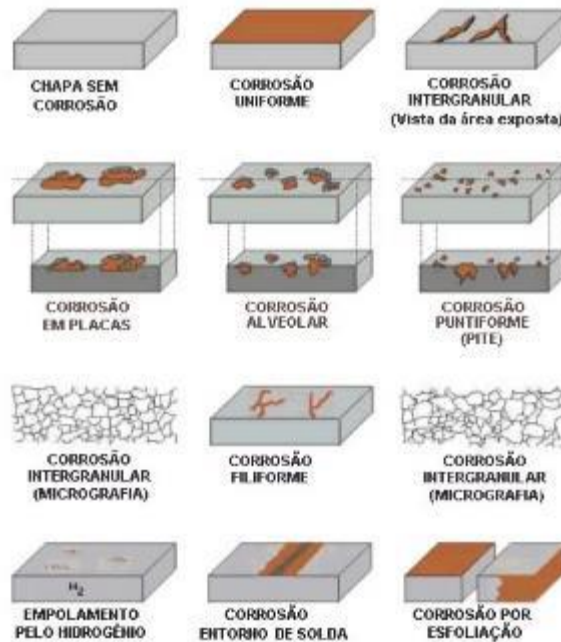 CHAPA SEM
CORROSÃO
CORROSÃO
UNIFORME
CORROSÃO
INTERGRANULAR
(Vista da área exposta)
CORROSÃO
EM PLACAS
CORROSÃO
ALVEOLAR
CORROSÃO
PUNTIFORME
(PITE)
CORROSÃO
INTERGRANULAR
(MICROGRAFIA)
CORROSÃO
FILIFORME
CORROSÃO
INTERGRANULAR
(MICROGRAFIA)
H₂
EMPOLAMENTO
PELO HIDROGÊNIO
CORROSÃO
ENTORNO DE SOLDA
CORROSÃO POR
ESFOLIAÇÃO